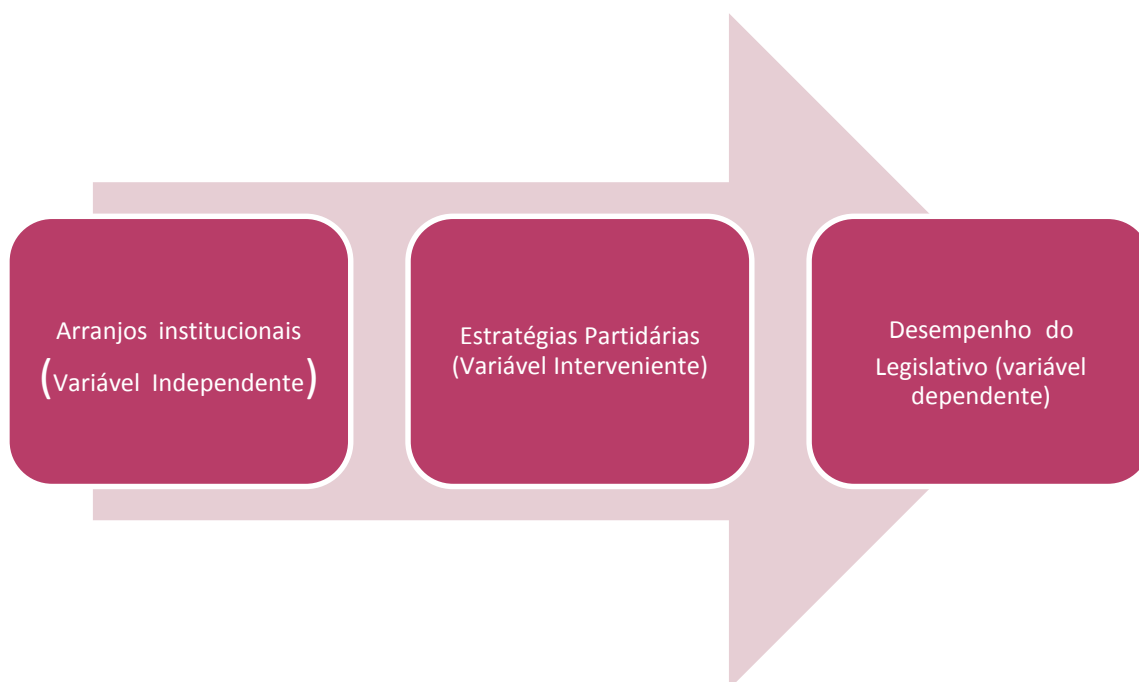 Arranjos institucionais
(Variável Independente)
Estratégias Partidárias
(Variável Interveniente)
Desempenho do
Legislativo (variável
dependente)